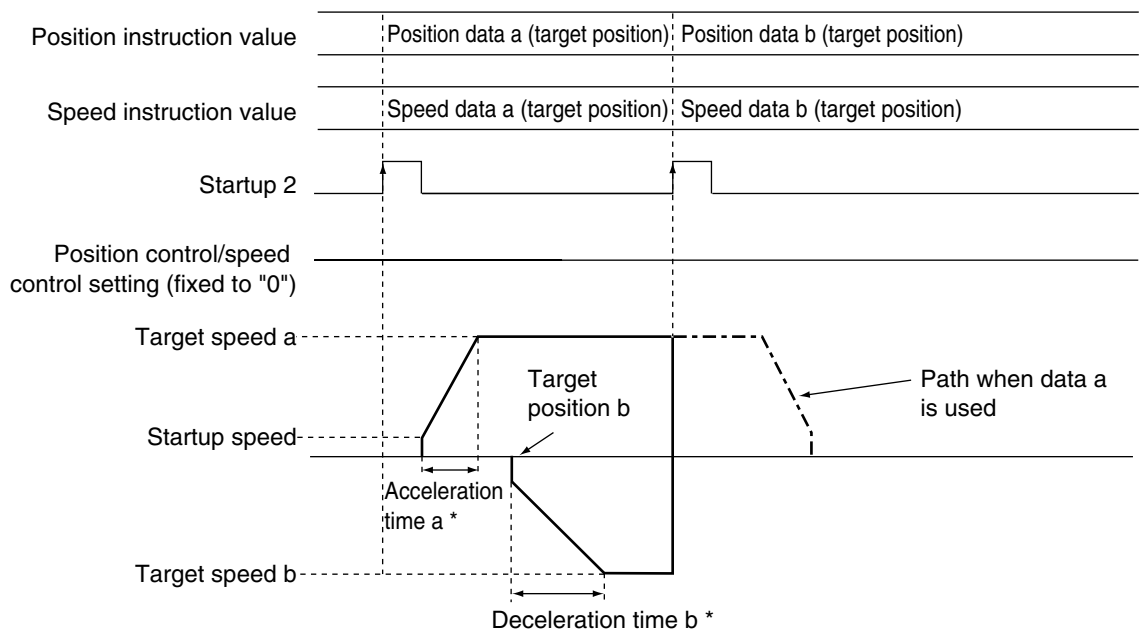 Position instruction value
Position data a (target position)
Position data b (target position)
Speed instruction value
Speed data a (target position)
Speed data b (target position)
Startup 2
Position control/speed
control setting (fixed to "0")
Target speed a
Target
position b
Path when data a
is used
Startup speed
Acceleration
time a *
Target speed b
Deceleration time b *